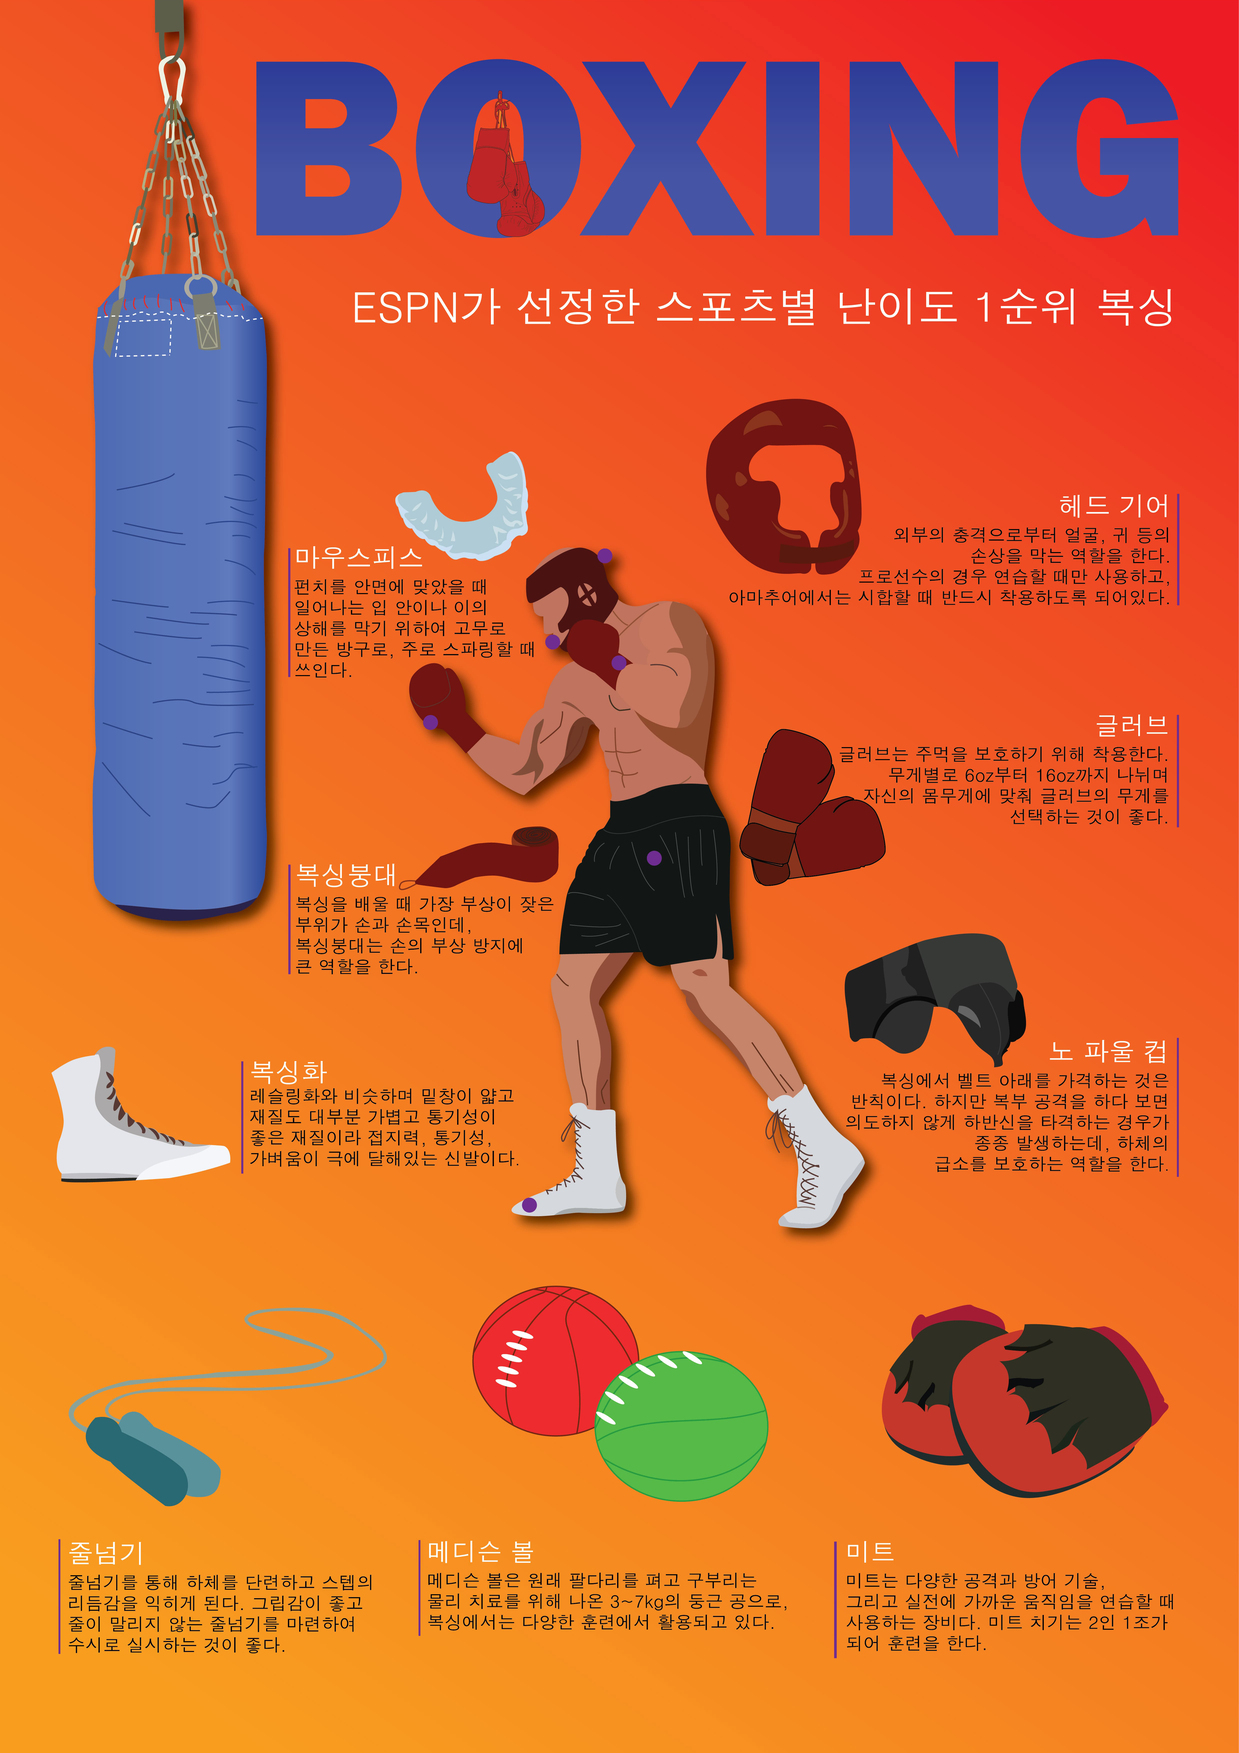 BOXING
ESPN가 선정한 스포츠별 난이도 1순위 복싱
마우스피스
펀치를 안면에 맞았을 때
일어나는 입 안이나 이의
상해를 막기 위하여 고무로
만든 방구로, 주로 스파링할 때
쓰인다.
헤드 기어
외부의 충격으로부터 얼굴, 귀 등의
손상을 막는 역할을 한다.
프로선수의 경우 연습할 때만 사용하고,
아마추어에서는 시합할 때 반드시 착용하도록 되어있다.
글러브
글러브는 주먹을 보호하기 위해 착용한다.
무게별로 6oz부터 16oz까지 나뉘며
자신의 몸무게에 맞춰 글러브의 무게를
선택하는 것이 좋다.
복싱붕대
복싱을 배울 때 가장 부상이 잦은
부위가 손과 손목인데,
복싱붕대는 손의 부상 방지에
큰 역할을 한다.
노 파울 컵
복싱에서 벨트 아래를 가격하는 것은
반칙이다. 하지만 복부 공격을 하다 보면
의도하지 않게 하반신을 타격하는 경우가
종종 발생하는데, 하체의
급소를 보호하는 역할을 한다.
복싱화
레슬링화와 비슷하며 밑창이 얇고
재질도 대부분 가볍고 통기성이
좋은 재질이라 접지력, 통기성,
가벼움이 극에 달해있는 신발이다.
줄넘기
줄넘기를 통해 하체를 단련하고 스텝의
리듬감을 익히게 된다. 그립감이 좋고
줄이 말리지 않는 줄넘기를 마련하여
수시로 실시하는 것이 좋다.
메디슨 볼
메디슨 볼은 원래 팔다리를 펴고 구부리는
물리 치료를 위해 나온 3~7kg의 둥근 공으로,
복싱에서는 다양한 훈련에서 활용되고 있다.
미트
미트는 다양한 공격과 방어 기술,
그리고 실전에 가까운 움직임을 연습할 때
사용하는 장비다. 미트 치기는 2인 1조가
되어 훈련을 한다.